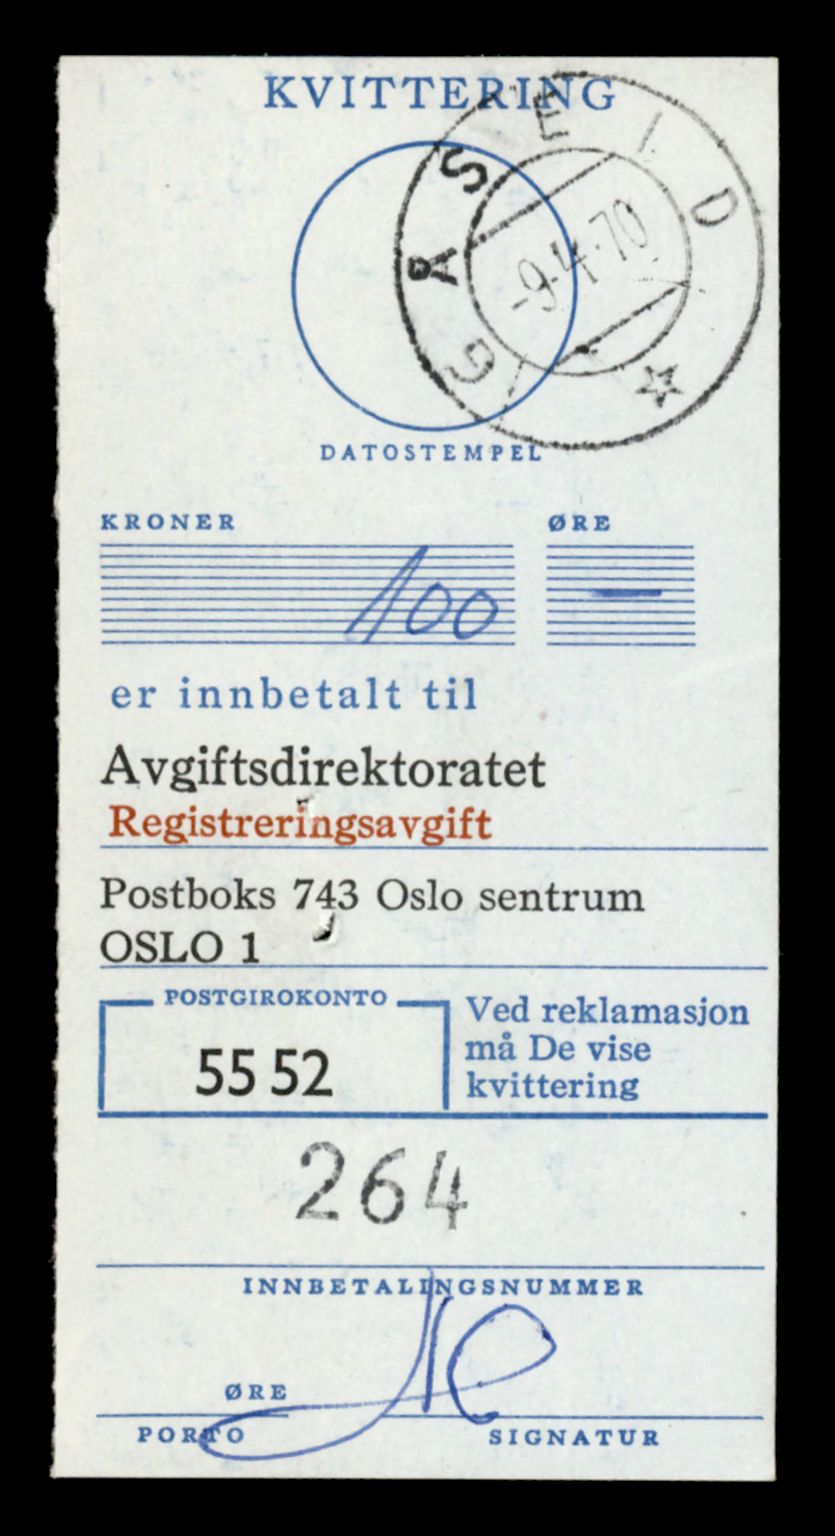 KVITTERING
GÅSEID
-9.4.70
DATOSTEMPEL
KRONER ØRE
100 —
er innbetalt til
Avgiftsdirektoratet
Registreringsavgift
Postboks 743 Oslo sentrum
OSLO 1
POSTGIROKONTO
55 52
Ved reklamasjon
må De vise
kvittering
264
INNBETALINGSNUMMER
ØRE
PORTO SIGNATUR